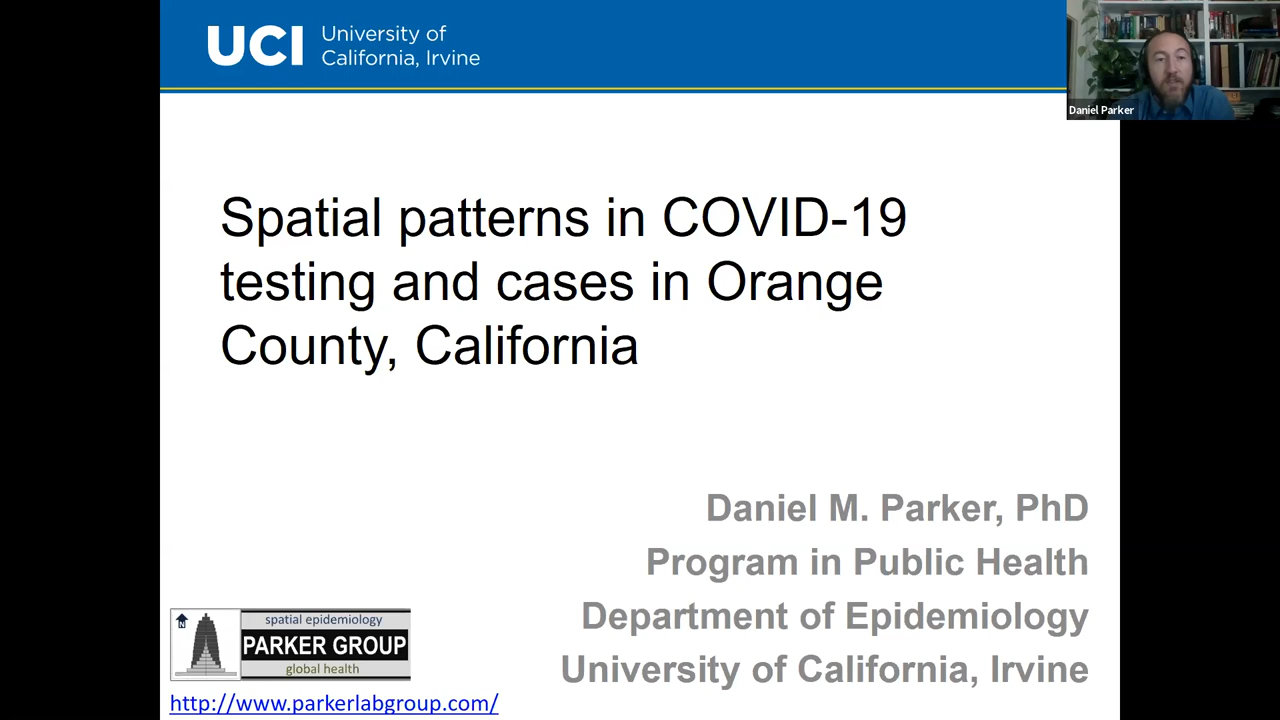 UCI
University of
California, Irvine
Daniel Parker
Spatial patterns in COVID-19
testing and cases in Orange
County, California
Daniel M. Parker, PhD
Program in Public Health
Department of Epidemiology
University of California, Irvine
N
spatial epidemiology
PARKER GROUP
global health
http://www.parkerlabgroup.com/